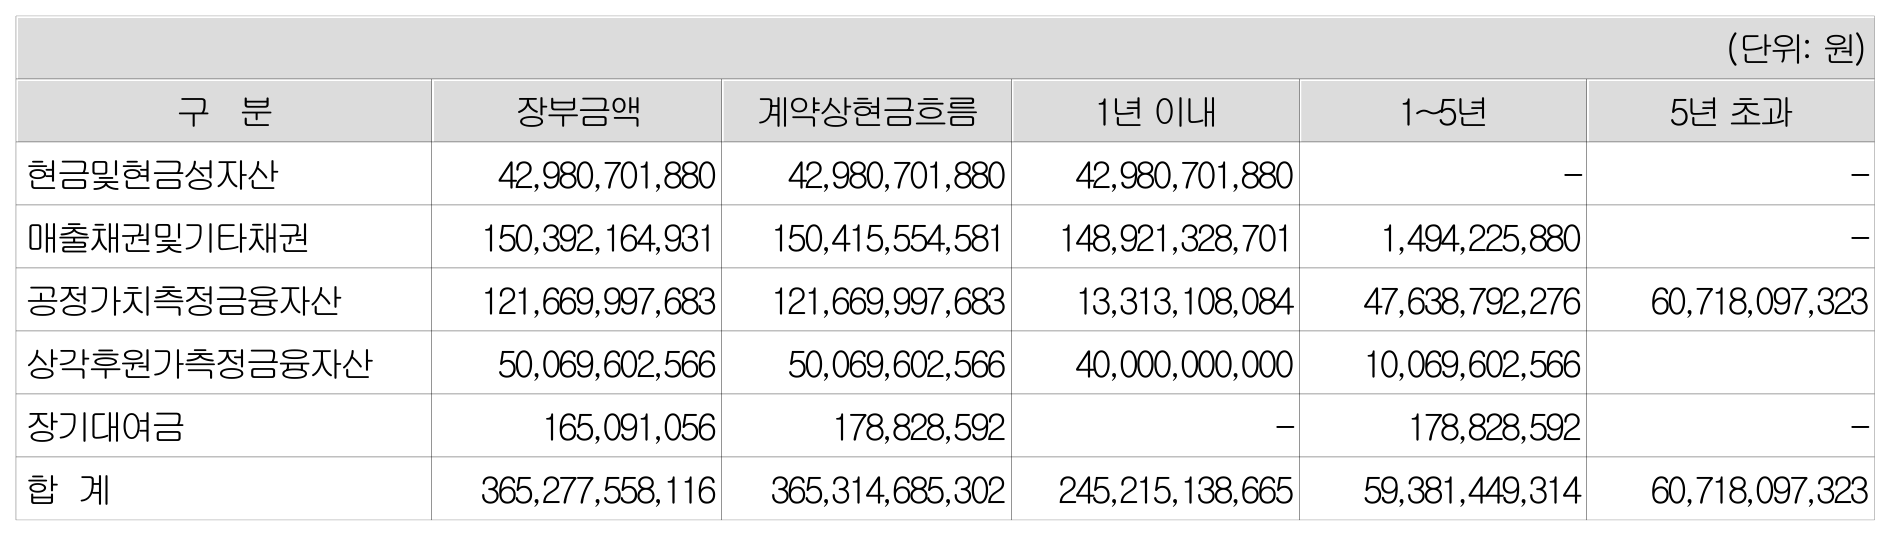 (단위: 원)
구 분 장부금액 계약상현금흐름 1년 이내 1~5년 5년 초과
현금및현금성자산 42,980,701,880 42,980,701,880 42,980,701,880 - -
매출채권및기타채권 150,392,164,931 150,415,554,581 148,921,328,701 1,494,225,880 -
공정가치측정금융자산 121,669,997,683 121,669,997,683 13,313,108,084 47,638,792,276 60,718,097,323
상각후원가측정금융자산 50,069,602,566 50,069,602,566 40,000,000,000 10,069,602,566
장기대여금 165,091,056 178,828,592 - 178,828,592 -
합 계 365,277,558,116 365,314,685,302 245,215,138,665 59,381,449,314 60,718,097,323